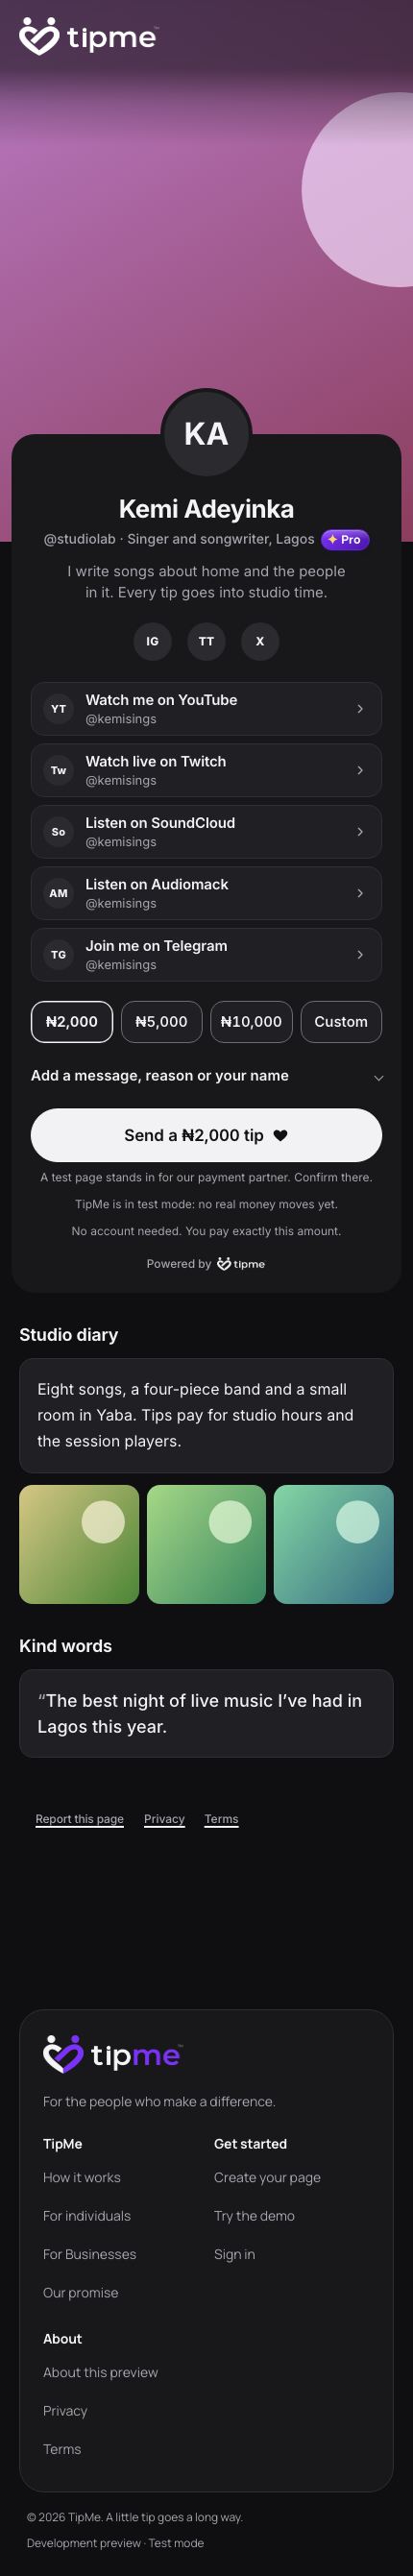 tipme
KA
Kemi Adeyinka
@studiolab · Singer and songwriter, Lagos ✦ Pro
I write songs about home and the people
in it. Every tip goes into studio time.
IG TT X
YT Watch me on YouTube
@kemisings
Tw Watch live on Twitch
@kemisings
So Listen on SoundCloud
@kemisings
AM Listen on Audiomack
@kemisings
TG Join me on Telegram
@kemisings
₦2,000 ₦5,000 ₦10,000 Custom
Add a message, reason or your name
Send a ₦2,000 tip ♥
A test page stands in for our payment partner. Confirm there.
TipMe is in test mode: no real money moves yet.
No account needed. You pay exactly this amount.
Powered by tipme
Studio diary
Eight songs, a four-piece band and a small
room in Yaba. Tips pay for studio hours and
the session players.
Kind words
“The best night of live music I’ve had in
Lagos this year.
Report this page Privacy Terms
tipme
For the people who make a difference.
TipMe
How it works
For individuals
For Businesses
Our promise
Get started
Create your page
Try the demo
Sign in
About
About this preview
Privacy
Terms
© 2026 TipMe. A little tip goes a long way.
Development preview · Test mode